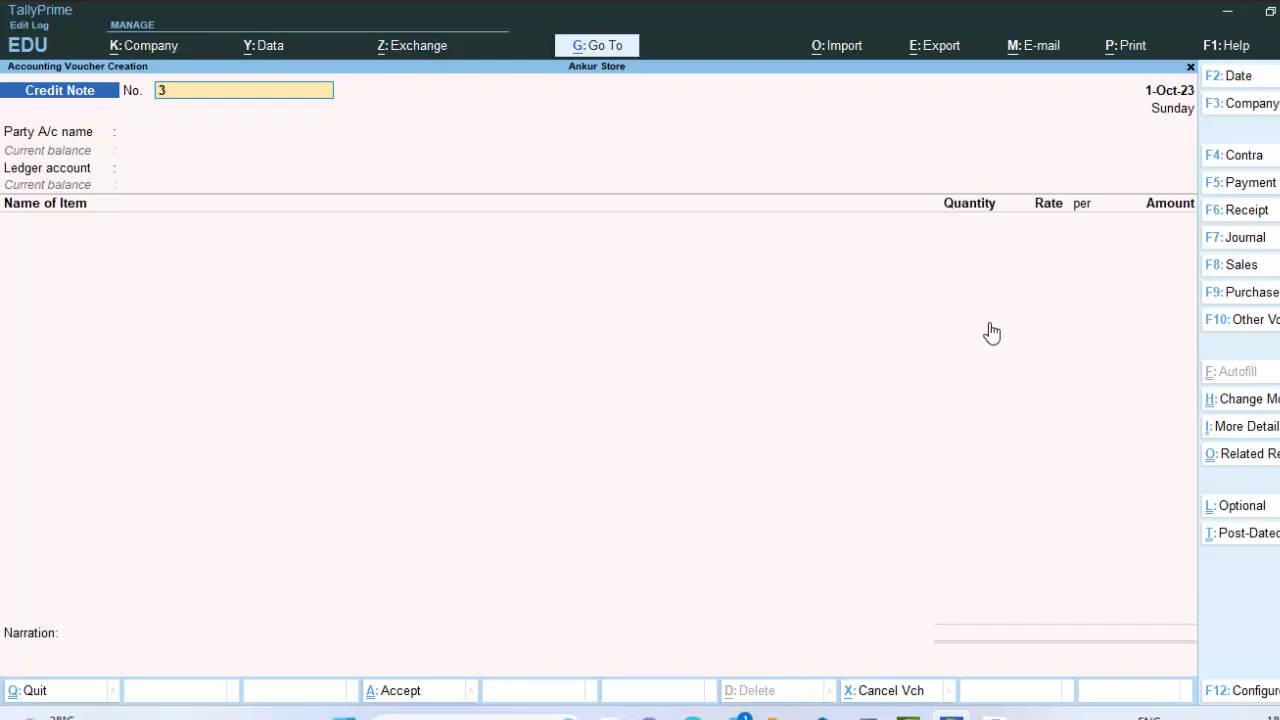 TallyPrime
Edit Log
MANAGE
EDU
K: Company
Y: Data
Z: Exchange
G: Go To
O: Import
E: Export
M: E-mail
P: Print
F1: Help
Accounting Voucher Creation
Ankur Store
Credit Note No. 3
1-Oct-23
Sunday
Party A/c name :
Current balance :
Ledger account :
Current balance :
Name of Item Quantity Rate per Amount
Narration:
F2: Date
F3: Company
F4: Contra
F5: Payment
F6: Receipt
F7: Journal
F8: Sales
F9: Purchase
F10: Other Vo
F: Autofill
H: Change Mo
I: More Detail
O: Related Re
L: Optional
T: Post-Dated
F12: Configur
Q: Quit
A: Accept
D: Delete
X: Cancel Vch
ENG